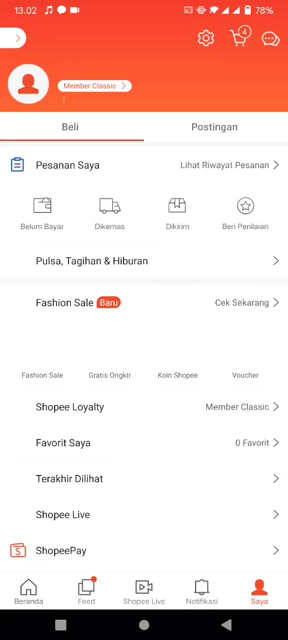 13.02
78%
4
Member Classic
Beli
Postingan
Pesanan Saya
Lihat Riwayat Pesanan
Belum Bayar
Dikemas
Dikirim
Beri Penilaian
Pulsa, Tagihan & Hiburan
Fashion Sale Baru
Cek Sekarang
Fashion Sale
Gratis Ongkir
Koin Shopee
Voucher
Shopee Loyalty
Member Classic
Favorit Saya
0 Favorit
Terakhir Dilihat
Shopee Live
ShopeePay
Beranda
Feed
Shopee Live
Notifikasi
Saya